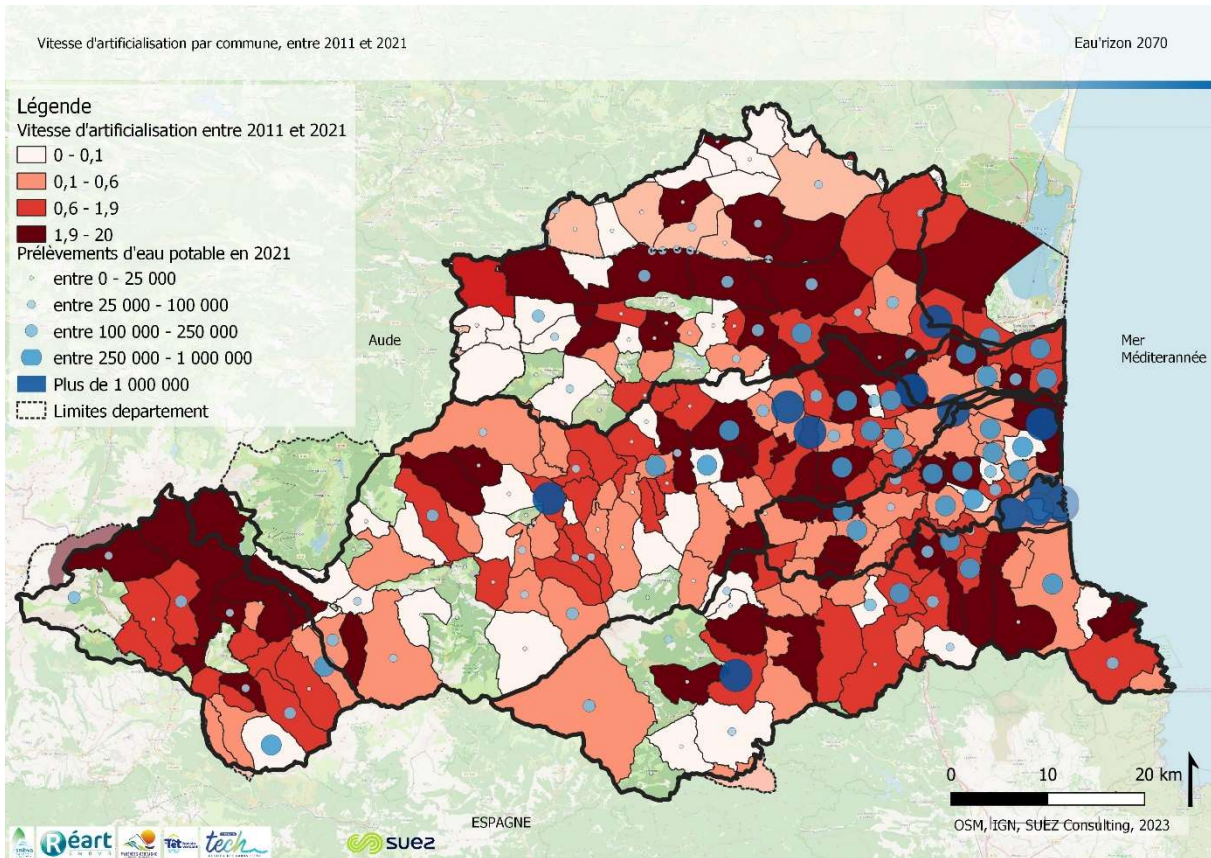 Vitesse d'artificialisation par commune, entre 2011 et 2021
Eau'rizon 2070
Légende
Vitesse d'artificialisation entre 2011 et 2021
0 - 0,1
0,1 - 0,6
0,6 - 1,9
1,9 - 20
Prélèvements d'eau potable en 2021
entre 0 - 25 000
entre 25 000 - 100 000
entre 100 000 - 250 000
entre 250 000 - 1 000 000
Plus de 1 000 000
Limites departement
Aude
Mer
Méditerannée
ESPAGNE
0 10 20 km
OSM, IGN, SUEZ Consulting, 2023
Réart
Têt
tech
suez